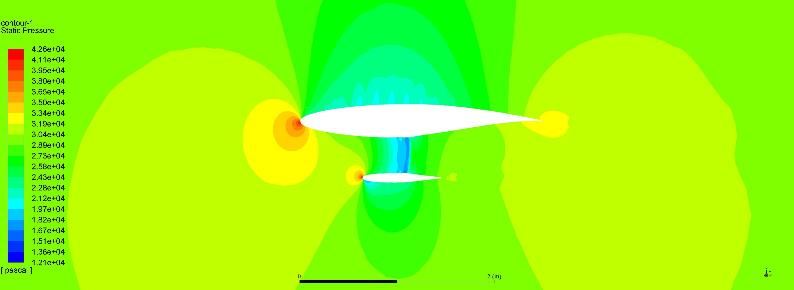 contour-1
Static Pressure
4.26e+04
4.11e+04
3.95e+04
3.80e+04
3.65e+04
3.50e+04
3.34e+04
3.19e+04
3.04e+04
2.89e+04
2.73e+04
2.58e+04
2.43e+04
2.28e+04
2.12e+04
1.97e+04
1.82e+04
1.67e+04
1.51e+04
1.36e+04
1.21e+04
[ pascal ]
0 2 (m)